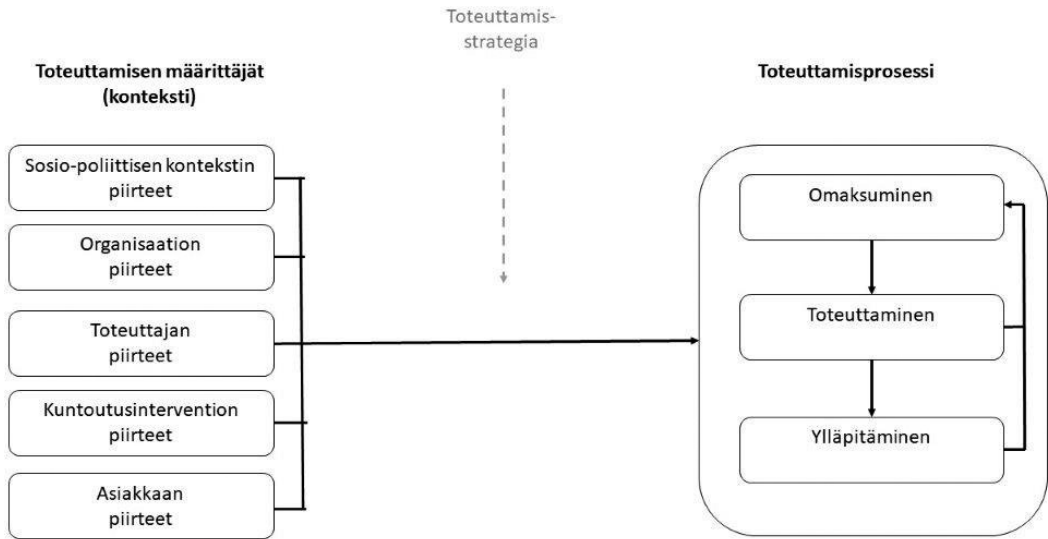 Toteuttamis-
strategia
Toteuttamisen määrittäjät
(konteksti)
Sosio-poliittisen kontekstin
piirteet
Organisaation
piirteet
Toteuttajan
piirteet
Kuntoutusintervention
piirteet
Asiakkaan
piirteet
Toteuttamisprosessi
Omaksuminen
Toteuttaminen
Ylläpitäminen